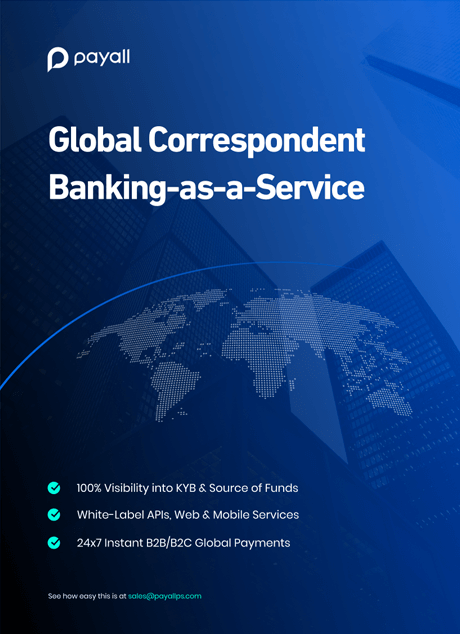 payall
Global Correspondent
Banking-as-a-Service
100% Visibility into KYB & Source of Funds
White-Label APIs, Web & Mobile Services
24x7 Instant B2B/B2C Global Payments
See how easy this is at sales@payallps.com